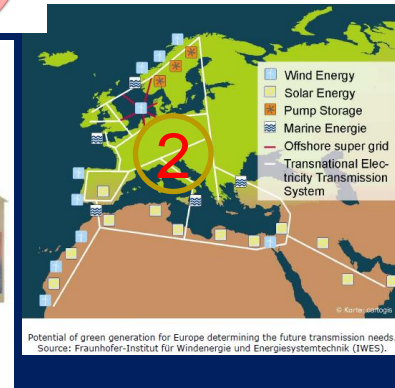 Wind Energy
Solar Energy
Pump Storage
Marine Energie
Offshore super grid
Transnational Elec-
tricity Transmission
System
2
© Karte: cartogis
Potential of green generation for Europe determining the future transmission needs.
Source: Fraunhofer-Institut für Windenergie und Energiesystemtechnik (IWES).